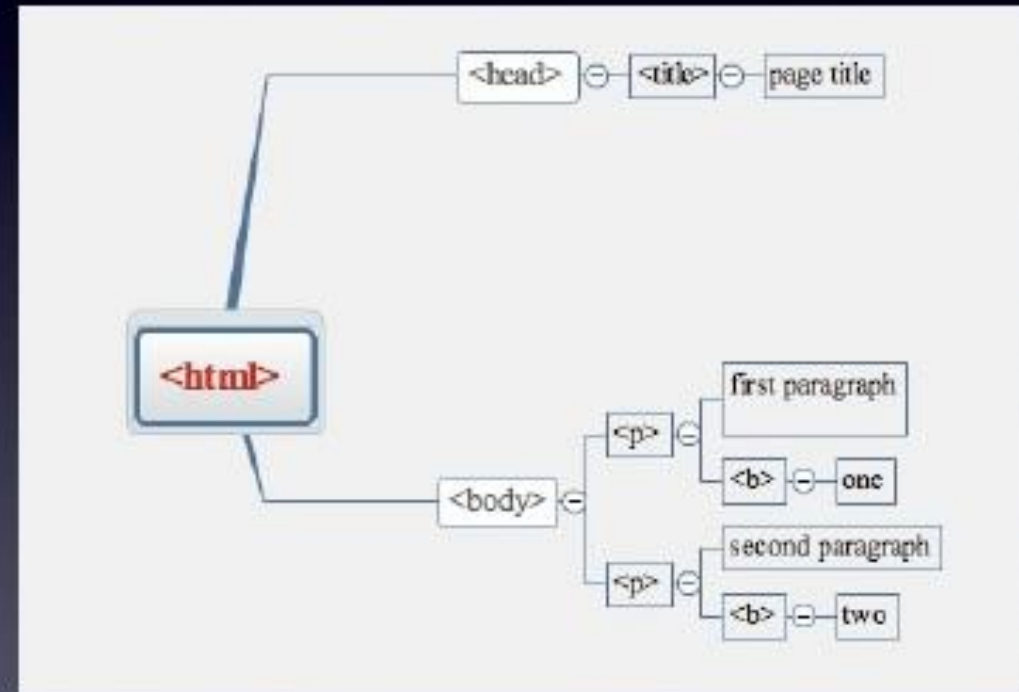 <head>
<title>
page title
<html>
<body>
<p>
first paragraph
<b>
one
<p>
second paragraph
<b>
two